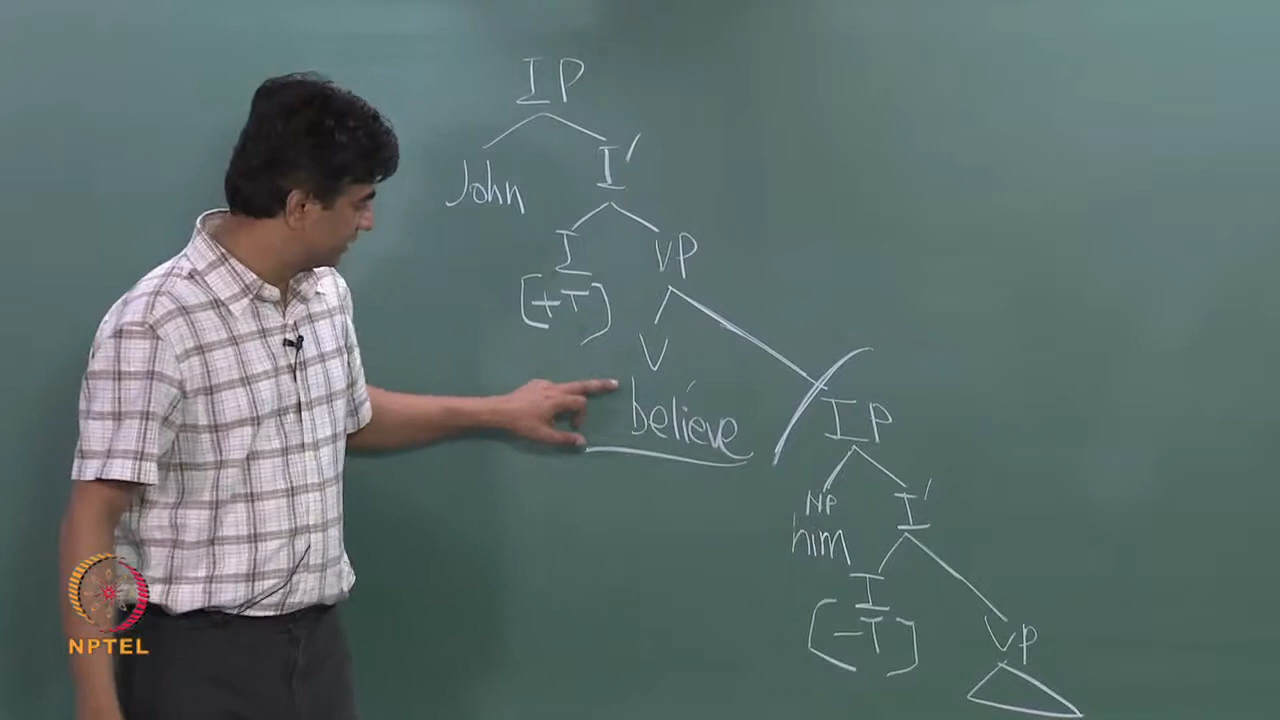 IP
John I′
I VP
[+T]
V
believe
IP
NP I′
him
I
[-T] VP
NPTEL